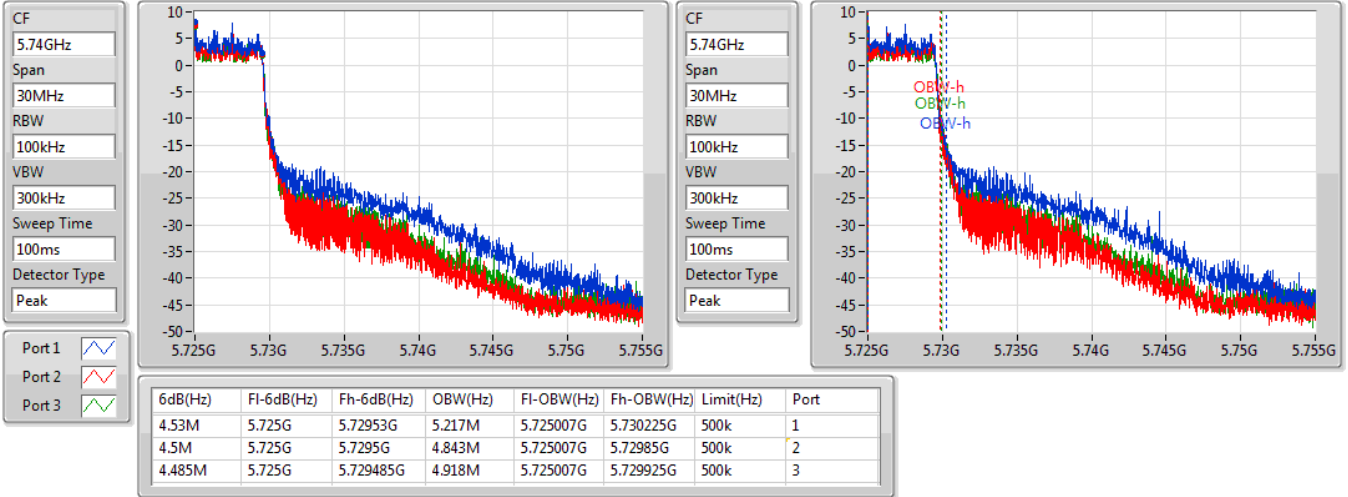 CF
5.74GHz
Span
30MHz
RBW
100kHz
VBW
300kHz
Sweep Time
100ms
Detector Type
Peak
10
5
0
-5
-10
-15
-20
-25
-30
-35
-40
-45
-50
5.725G 5.73G 5.735G 5.74G 5.745G 5.75G 5.755G
CF
5.74GHz
Span
30MHz
RBW
100kHz
VBW
300kHz
Sweep Time
100ms
Detector Type
Peak
10
5
0
-5
-10
-15
-20
-25
-30
-35
-40
-45
-50
OBW-h
OBW-h
OBW-h
5.725G 5.73G 5.735G 5.74G 5.745G 5.75G 5.755G
Port 1
Port 2
Port 3
6dB(Hz) Fl-6dB(Hz) Fh-6dB(Hz) OBW(Hz) Fl-OBW(Hz) Fh-OBW(Hz) Limit(Hz) Port
4.53M 5.725G 5.72953G 5.217M 5.725007G 5.730225G 500k 1
4.5M 5.725G 5.7295G 4.843M 5.725007G 5.72985G 500k 2
4.485M 5.725G 5.729485G 4.918M 5.725007G 5.729925G 500k 3